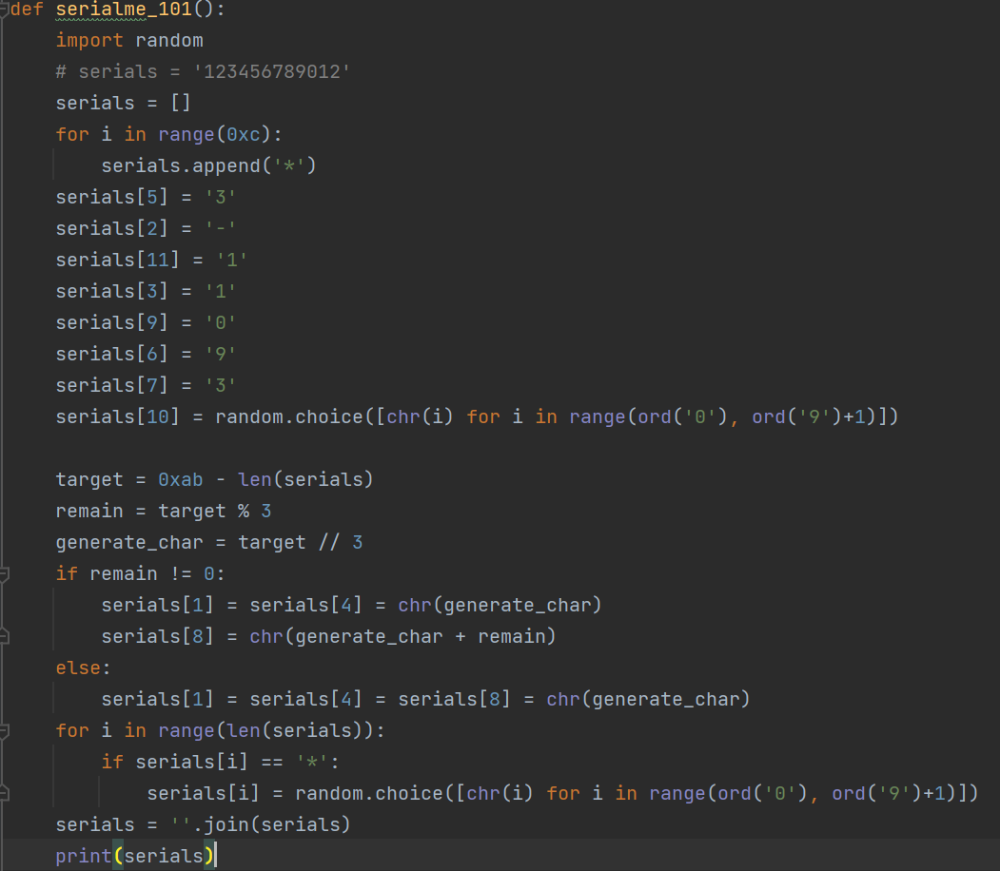 def serialme_101():
    import random
    # serials = '123456789012'
    serials = []
    for i in range(0xc):
        serials.append('*')
    serials[5] = '3'
    serials[2] = '-'
    serials[11] = '1'
    serials[3] = '1'
    serials[9] = '0'
    serials[6] = '9'
    serials[7] = '3'
    serials[10] = random.choice([chr(i) for i in range(ord('0'), ord('9')+1)])

    target = 0xab - len(serials)
    remain = target % 3
    generate_char = target // 3
    if remain != 0:
        serials[1] = serials[4] = chr(generate_char)
        serials[8] = chr(generate_char + remain)
    else:
        serials[1] = serials[4] = serials[8] = chr(generate_char)
    for i in range(len(serials)):
        if serials[i] == '*':
            serials[i] = random.choice([chr(i) for i in range(ord('0'), ord('9')+1)])
    serials = ''.join(serials)
    print(serials)